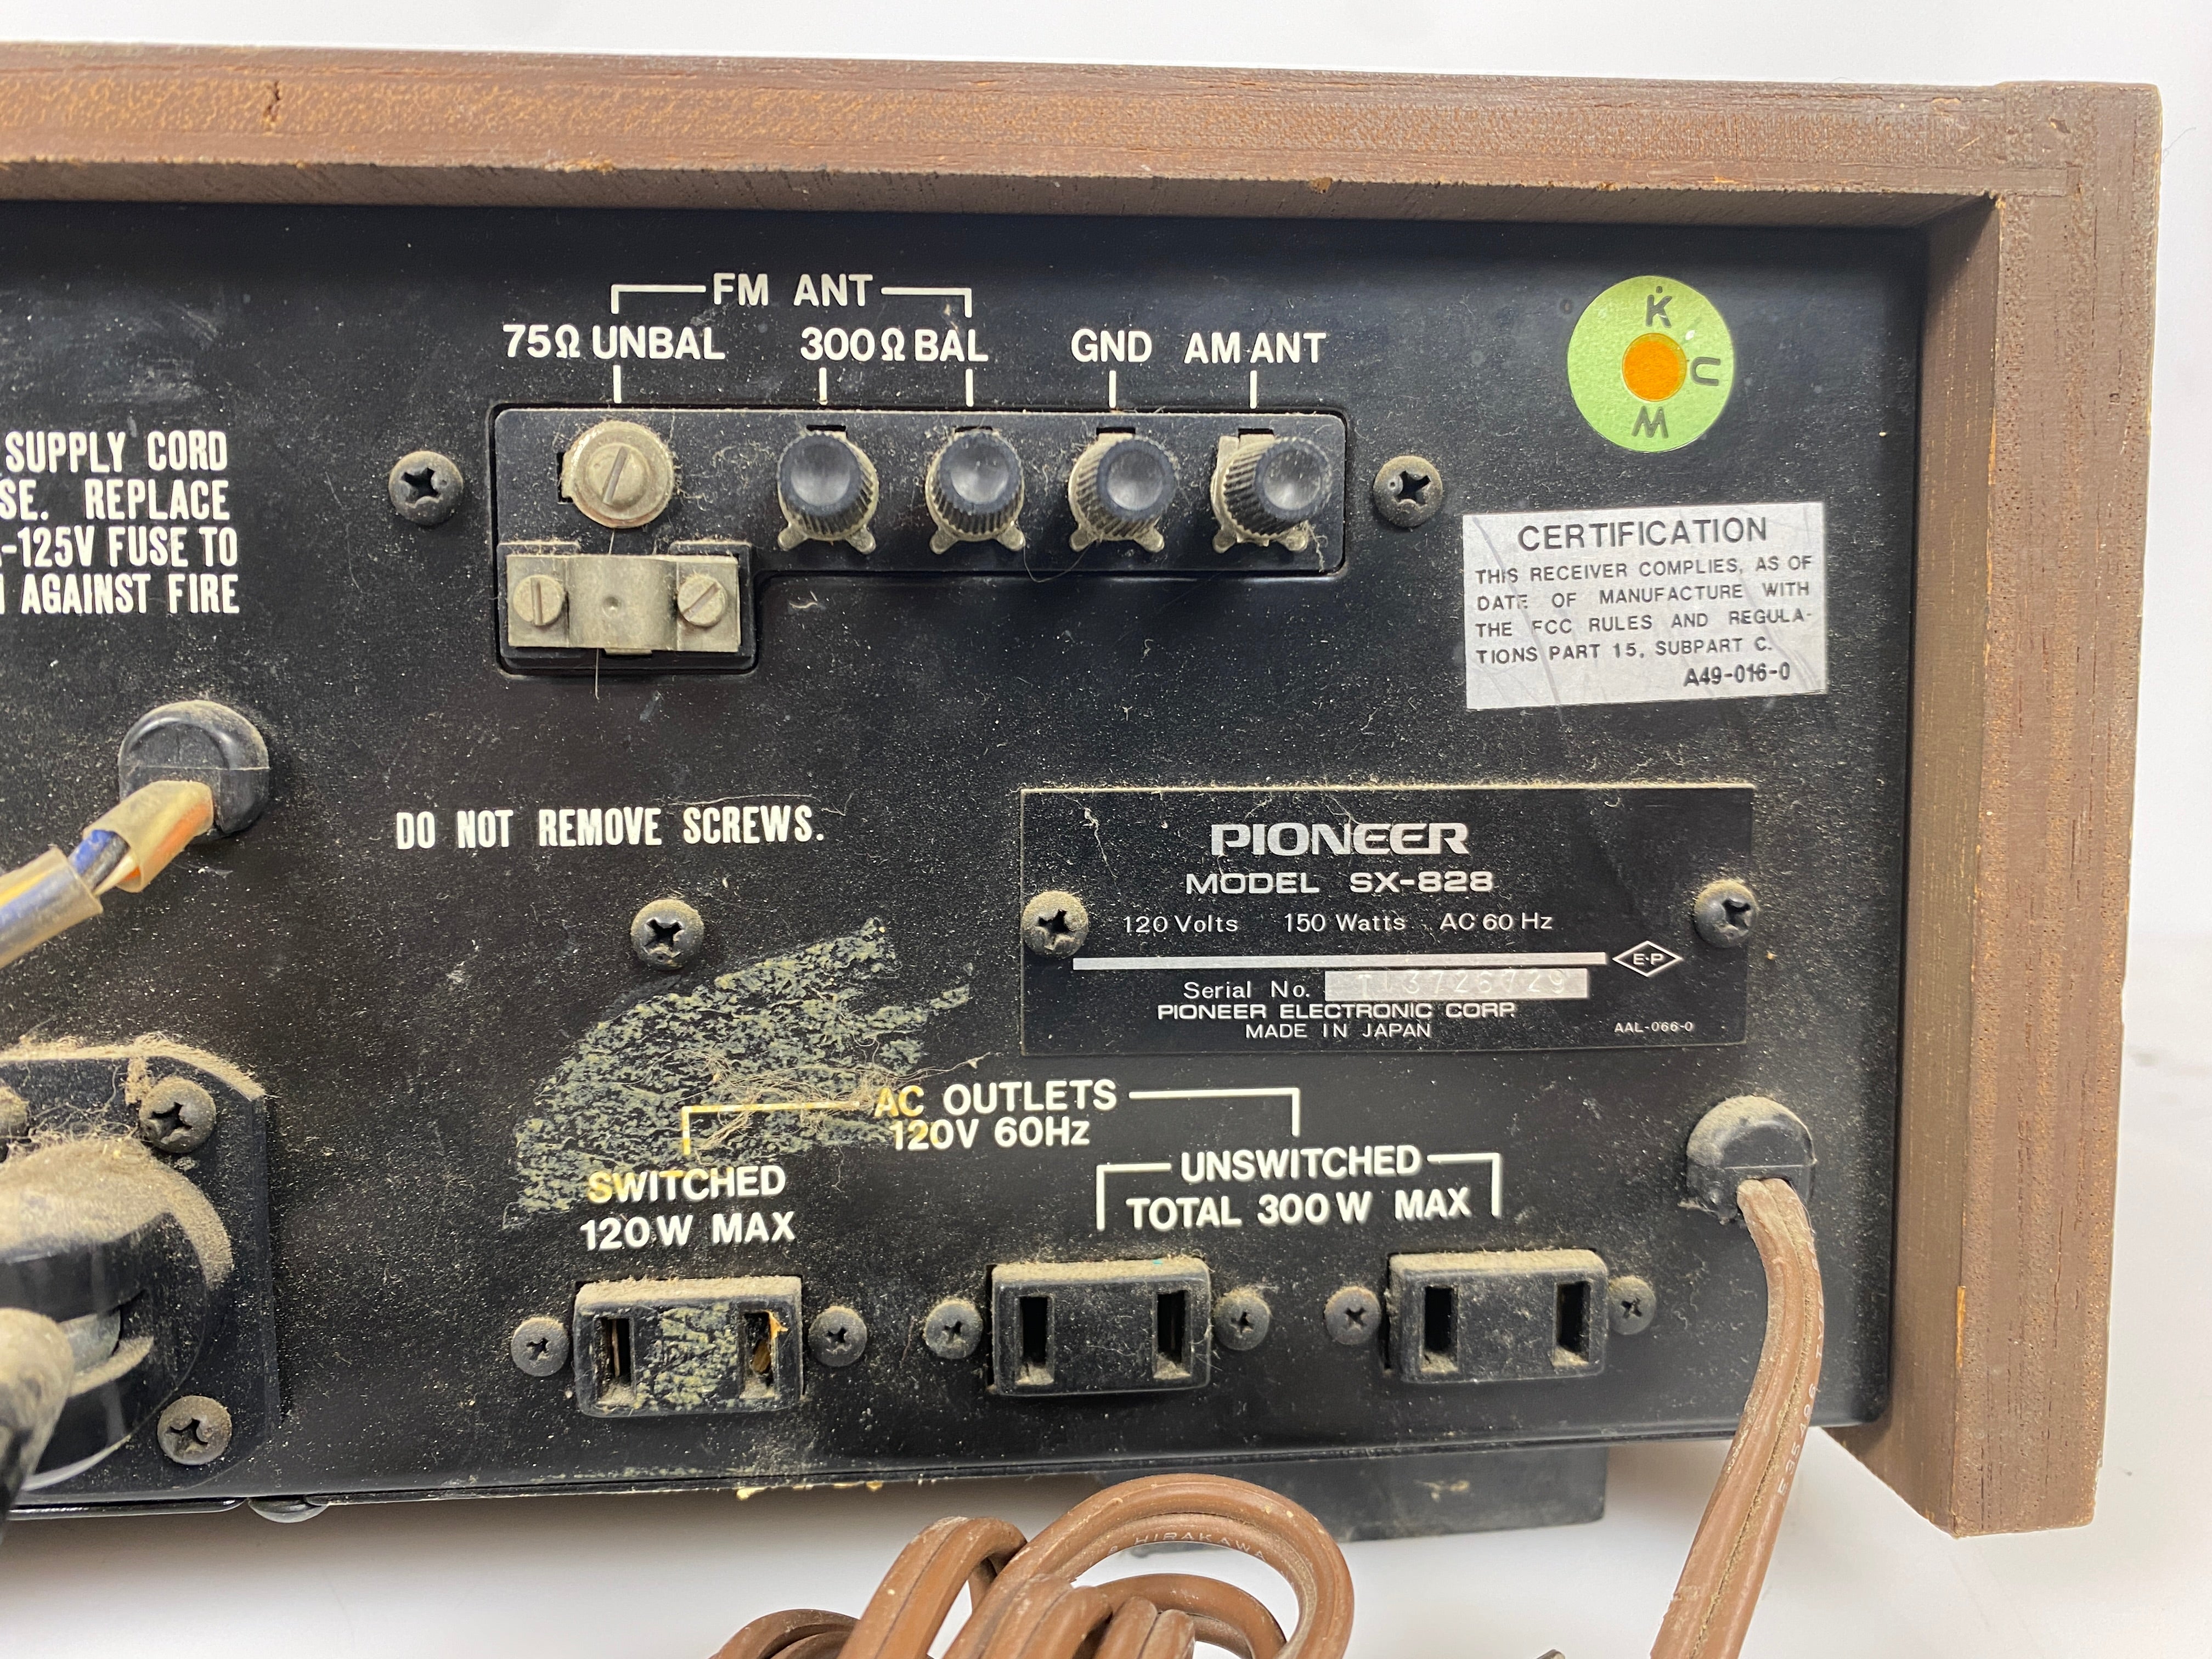 FM ANT
75Ω UNBAL 300Ω BAL GND AM ANT
K
C
M
SUPPLY CORD
SE. REPLACE
-125V FUSE TO
AGAINST FIRE
CERTIFICATION
THIS RECEIVER COMPLIES, AS OF
DATE OF MANUFACTURE WITH
THE FCC RULES AND REGULA-
TIONS PART 15, SUBPART C.
A49-016-0
DO NOT REMOVE SCREWS.
PIONEER
MODEL SX-828
120 Volts 150 Watts AC 60 Hz
E·P
Serial No.
PIONEER ELECTRONIC CORP.
MADE IN JAPAN
AAL-066-0
AC OUTLETS
120V 60Hz
SWITCHED
120W MAX
UNSWITCHED
TOTAL 300W MAX
HIRAKAWA